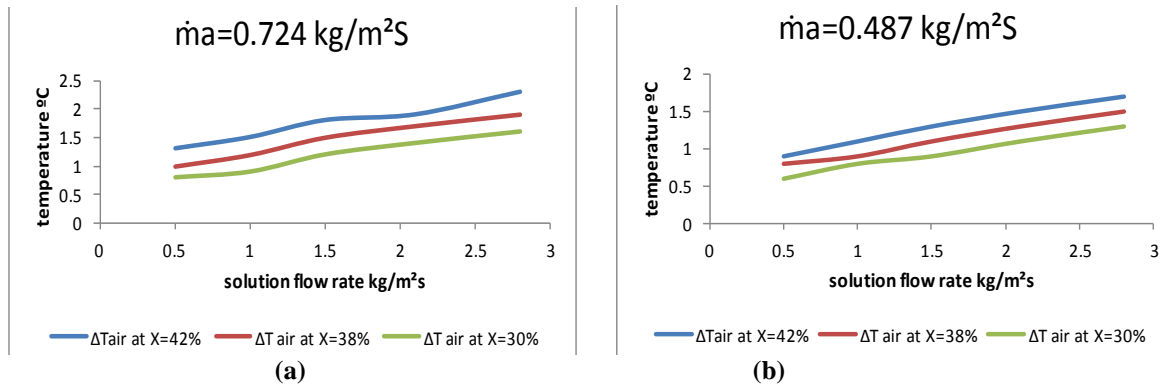 ṁa=0.724 kg/m²S
temperature ºC
2.5
2
1.5
1
0.5
0
0 0.5 1 1.5 2 2.5 3
solution flow rate kg/m²s
ΔTair at X=42% ΔT air at X=38% ΔT air at X=30%
(a)
ṁa=0.487 kg/m²S
temperature ºC
2
1.5
1
0.5
0
0 0.5 1 1.5 2 2.5 3
solution flow rate kg/m²s
ΔTair at X=42% ΔT air at X=38% ΔT air at X=30%
(b)